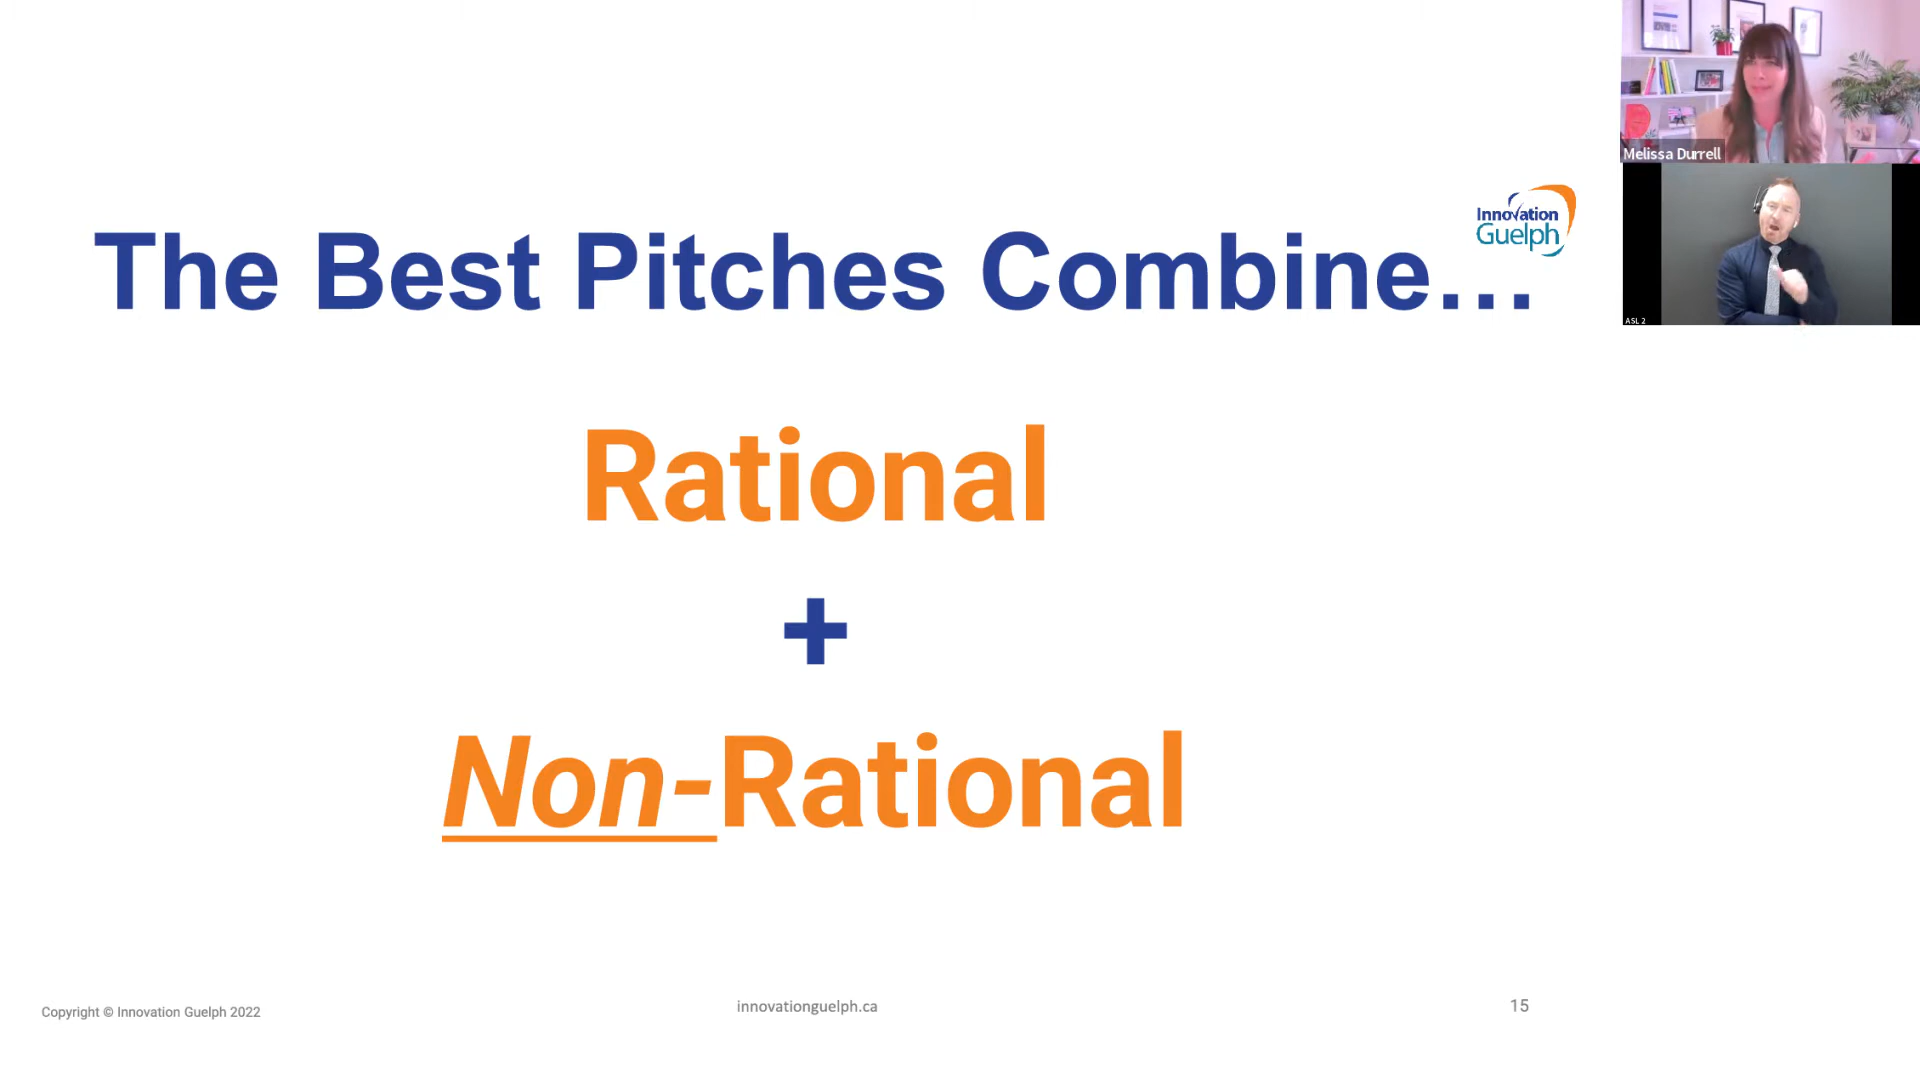 Melissa Durrell
Innovation
Guelph
The Best Pitches Combine...
ASL 2
Rational
+
Non-Rational
Copyright © Innovation Guelph 2022
innovationguelph.ca
15